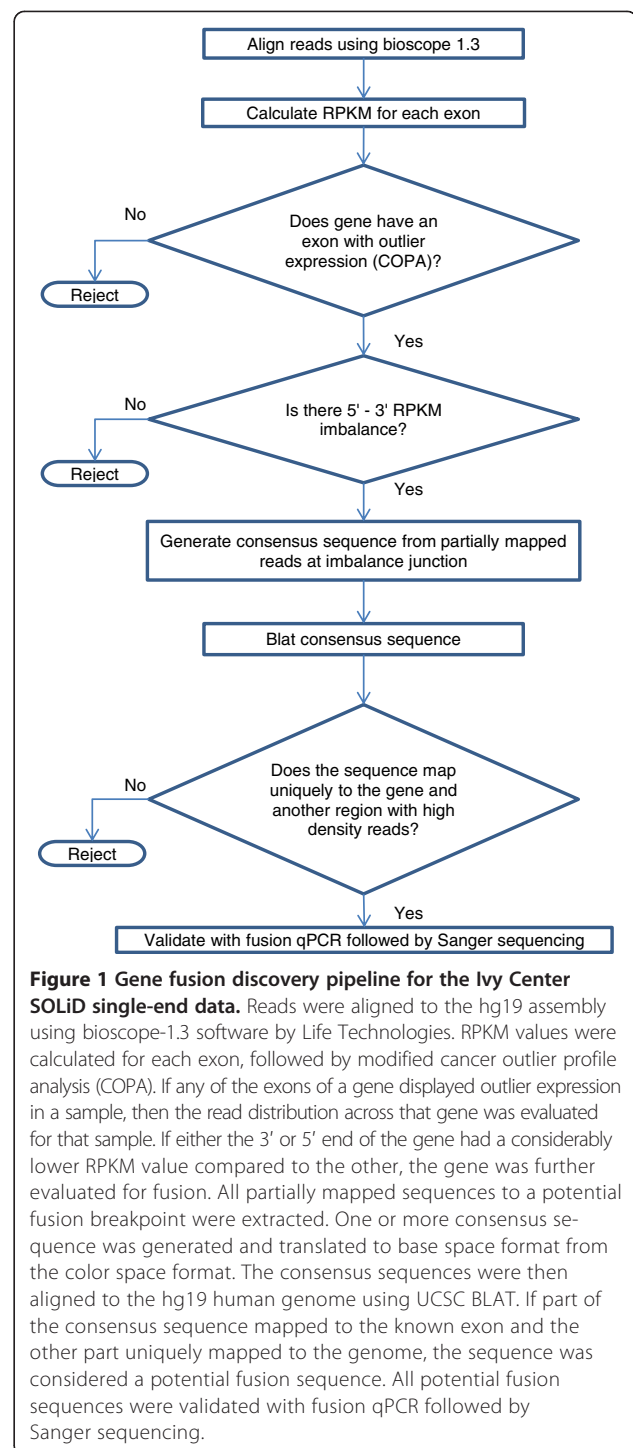 Align reads using bioscope 1.3
Calculate RPKM for each exon
No
Does gene have an
exon with outlier
expression (COPA)?
Reject
Yes
No
Is there 5' - 3' RPKM
imbalance?
Reject
Yes
Generate consensus sequence from partially mapped
reads at imbalance junction
Blat consensus sequence
No
Does the sequence map
uniquely to the gene and
another region with high
density reads?
Reject
Yes
Validate with fusion qPCR followed by Sanger sequencing
Figure 1 Gene fusion discovery pipeline for the Ivy Center
SOLiD single-end data. Reads were aligned to the hg19 assembly
using bioscope-1.3 software by Life Technologies. RPKM values were
calculated for each exon, followed by modified cancer outlier profile
analysis (COPA). If any of the exons of a gene displayed outlier expression
in a sample, then the read distribution across that gene was evaluated
for that sample. If either the 3′ or 5′ end of the gene had a considerably
lower RPKM value compared to the other, the gene was further
evaluated for fusion. All partially mapped sequences to a potential
fusion breakpoint were extracted. One or more consensus se-
quence was generated and translated to base space format from
the color space format. The consensus sequences were then
aligned to the hg19 human genome using UCSC BLAT. If part of
the consensus sequence mapped to the known exon and the
other part uniquely mapped to the genome, the sequence was
considered a potential fusion sequence. All potential fusion
sequences were validated with fusion qPCR followed by
Sanger sequencing.